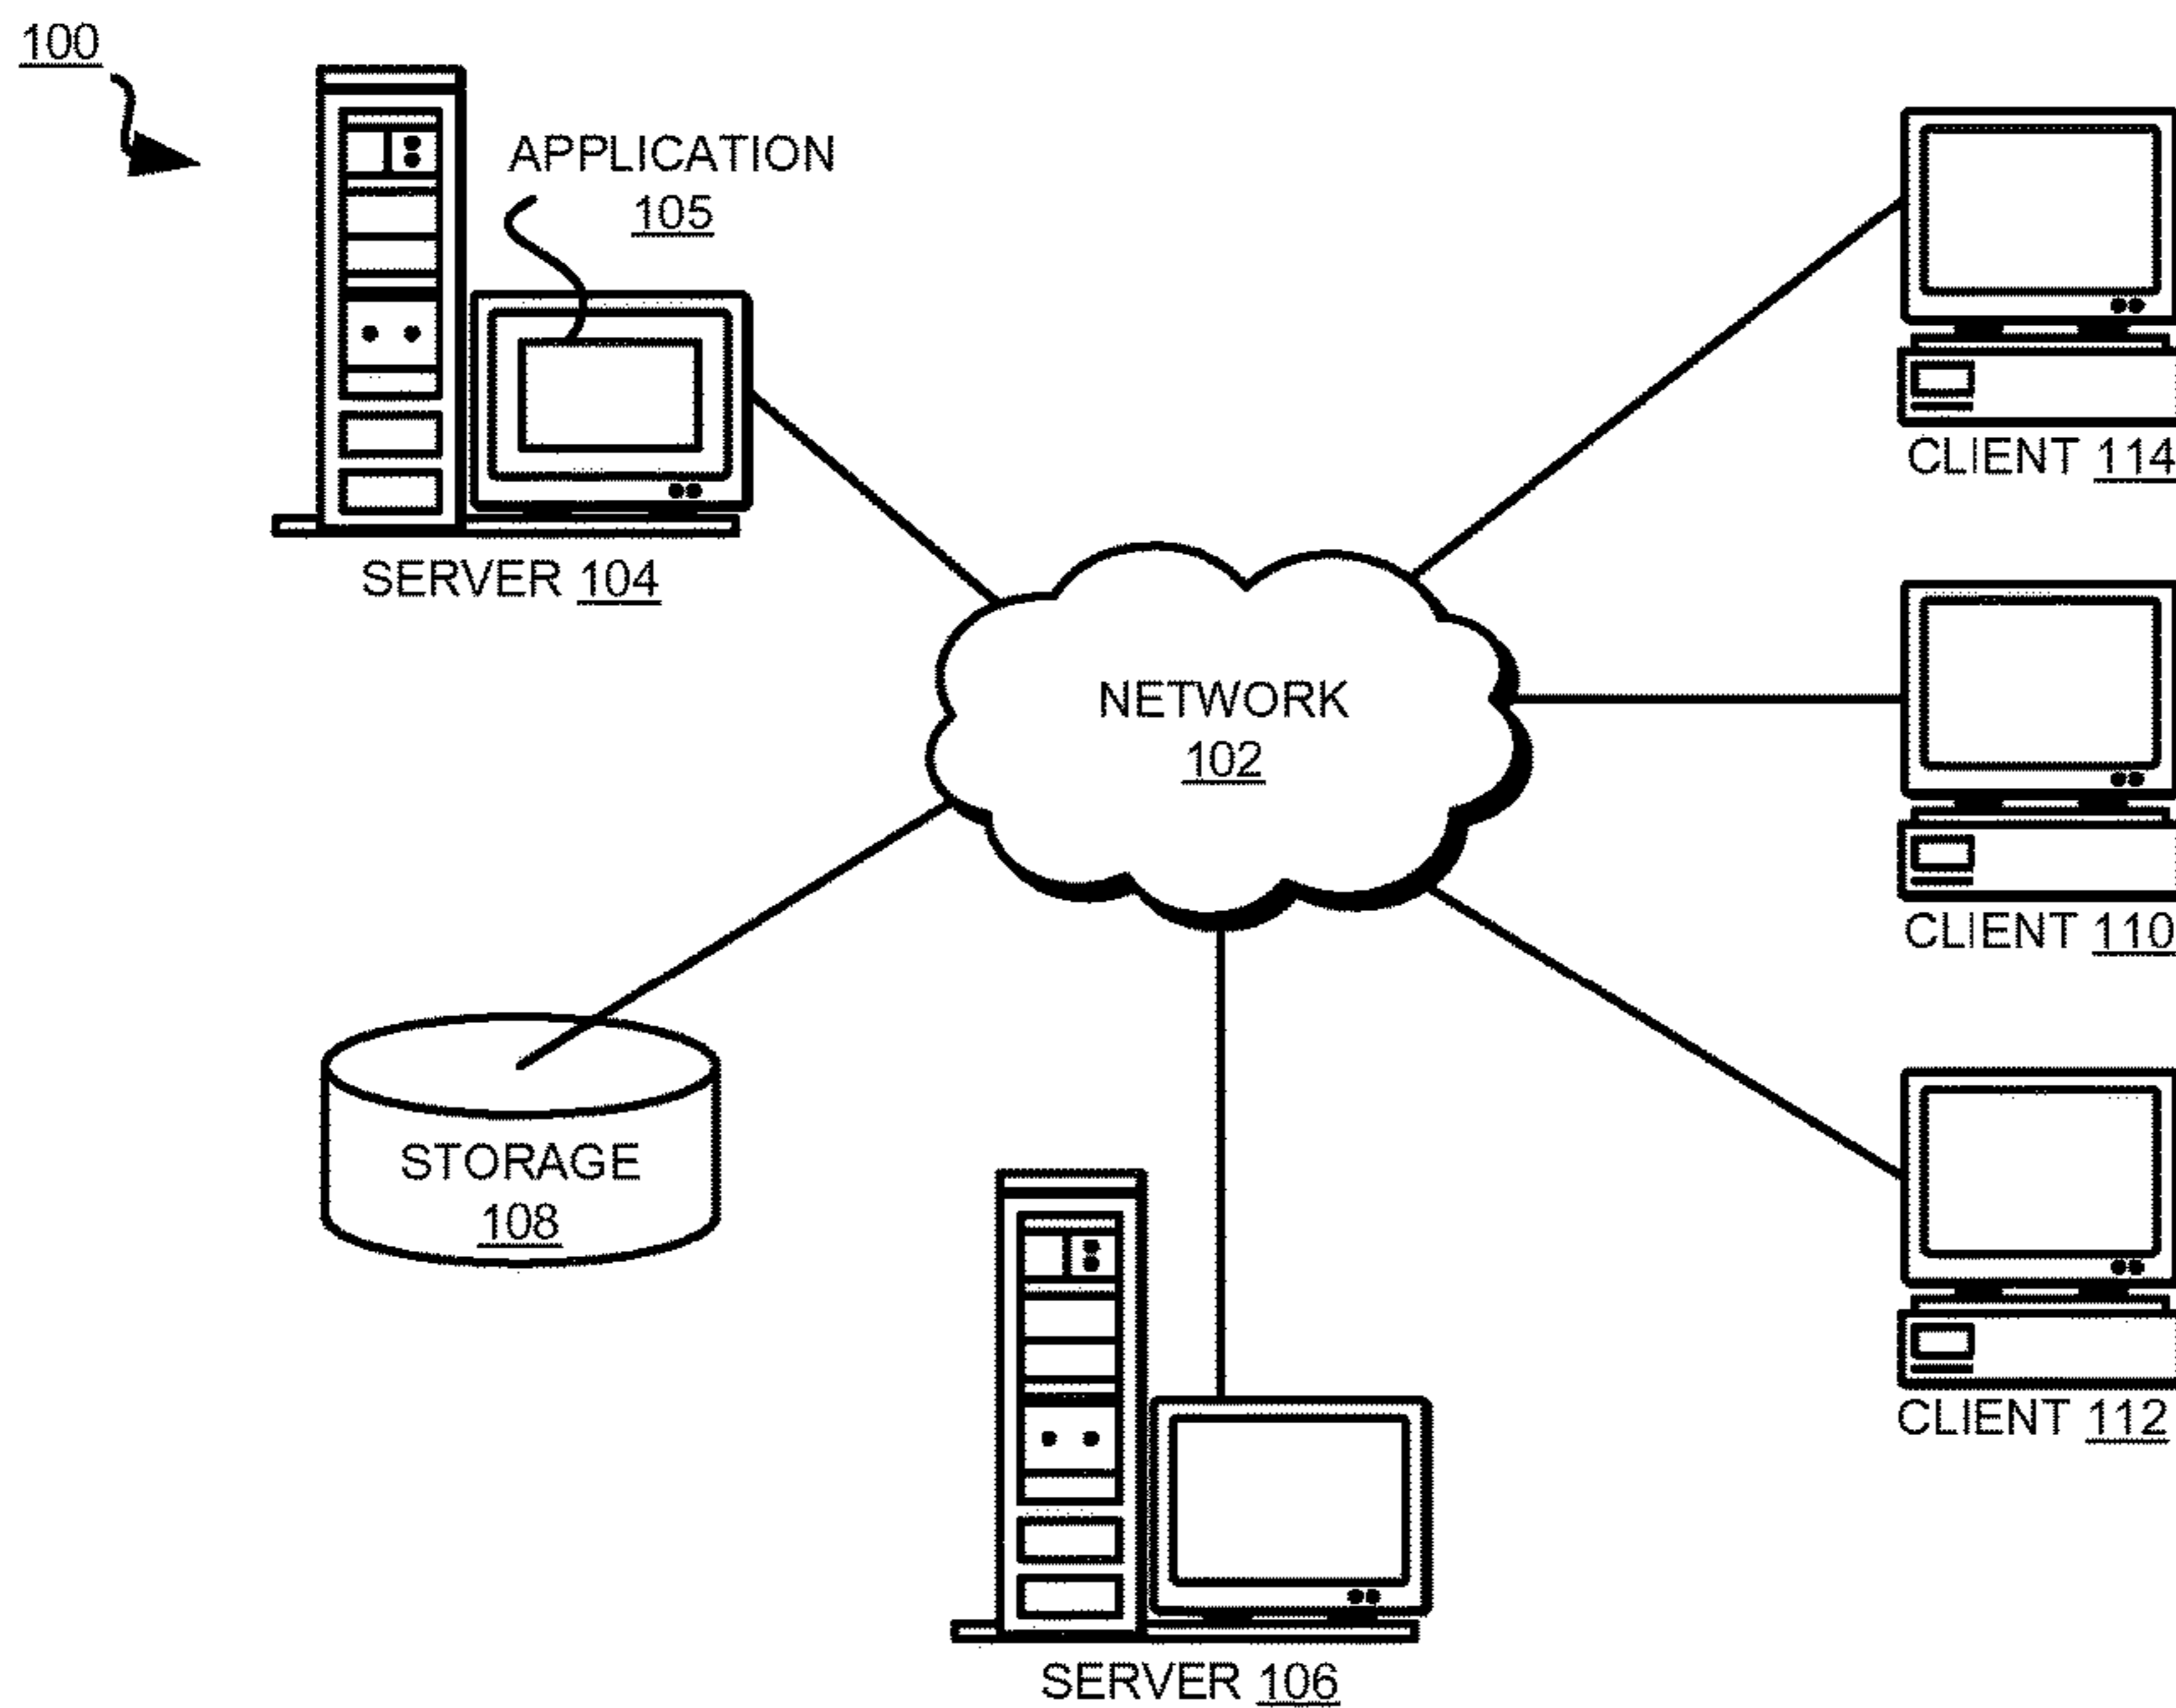 100
APPLICATION
105
SERVER 104
CLIENT 114
NETWORK
102
CLIENT 110
STORAGE
108
CLIENT 112
SERVER 106